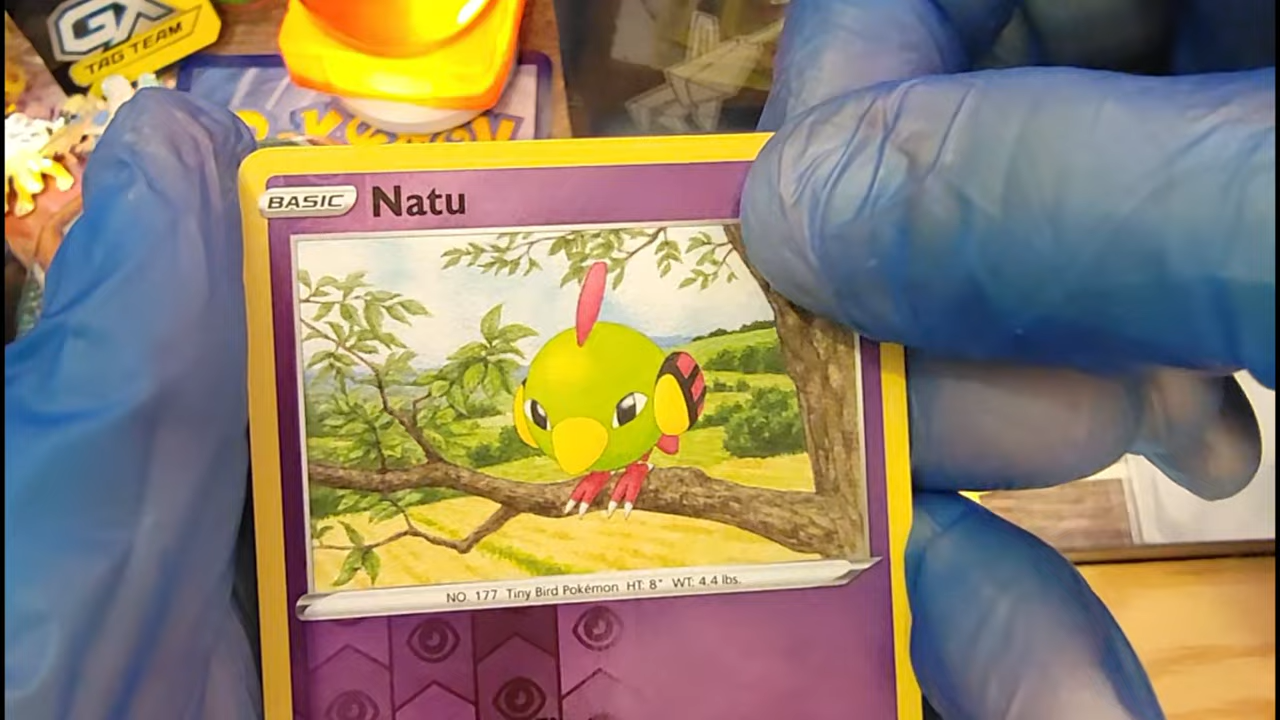 GX
TAG TEAM
BASIC Natu
NO. 177 Tiny Bird Pokémon HT: 8" WT: 4.4 lbs.